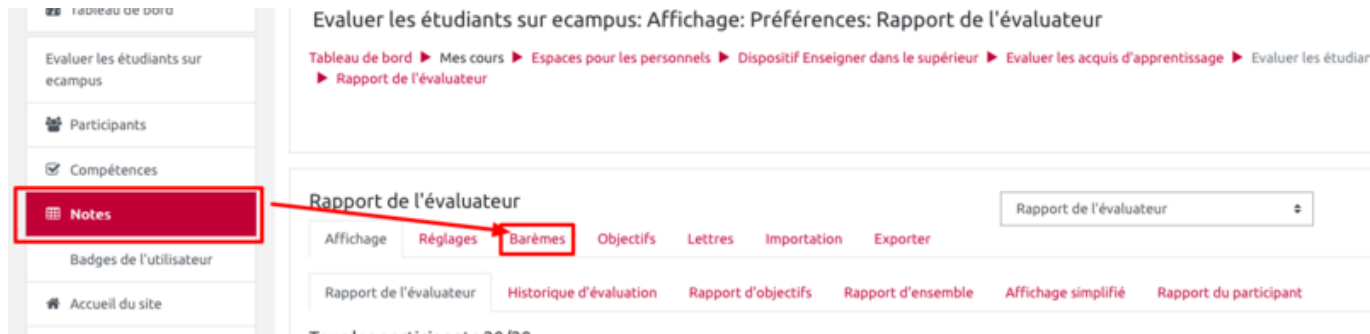 Tableau de bord
Evaluer les étudiants sur
ecampus
Participants
Compétences
Notes
Badges de l'utilisateur
Accueil du site
Evaluer les étudiants sur ecampus: Affichage: Préférences: Rapport de l'évaluateur
Tableau de bord ▶ Mes cours ▶ Espaces pour les personnels ▶ Dispositif Enseigner dans le supérieur ▶ Evaluer les acquis d'apprentissage ▶ Evaluer les étudiar
▶ Rapport de l'évaluateur
Rapport de l'évaluateur
Rapport de l'évaluateur
Affichage Réglages Barèmes Objectifs Lettres Importation Exporter
Rapport de l'évaluateur Historique d'évaluation Rapport d'objectifs Rapport d'ensemble Affichage simplifié Rapport du participant